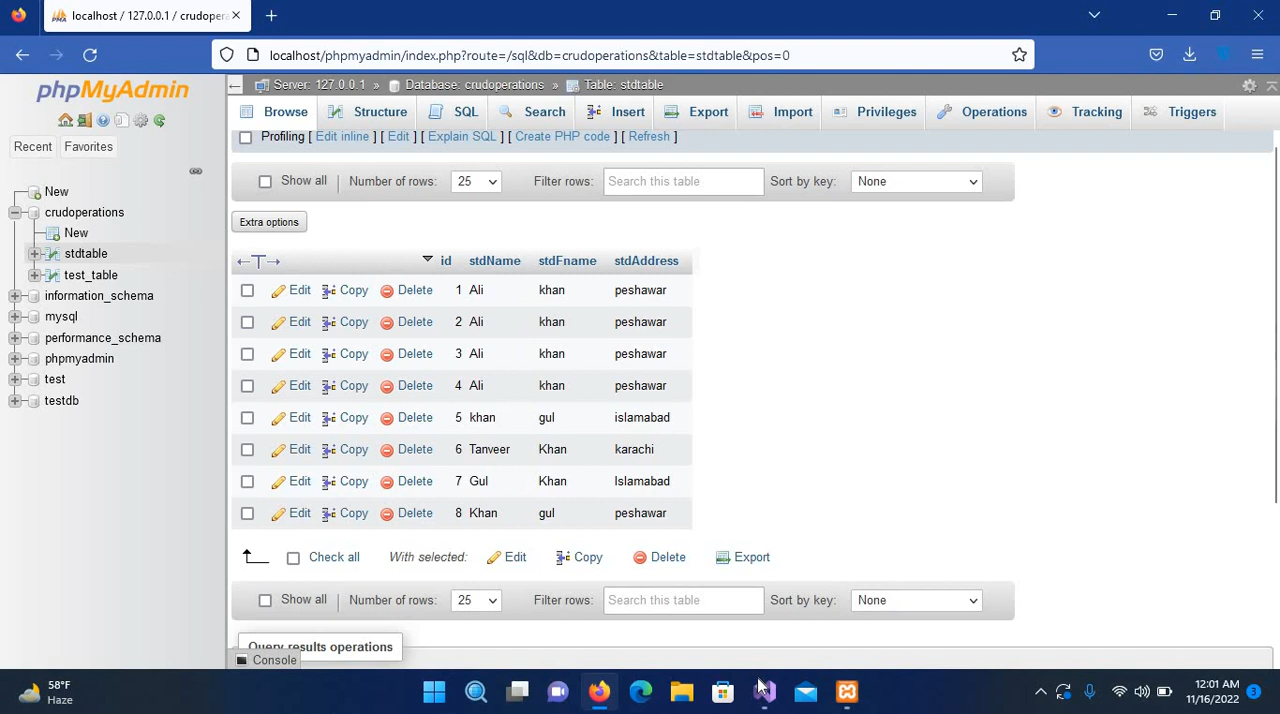 localhost / 127.0.0.1 / crudopera
localhost/phpmyadmin/index.php?route=/sql&db=crudoperations&table=stdtable&pos=0
phpMyAdmin
Recent Favorites
New
crudoperations
New
stdtable
test_table
information_schema
mysql
performance_schema
phpmyadmin
test
testdb
Server: 127.0.0.1 » Database: crudoperations » Table: stdtable
Browse Structure SQL Search Insert Export Import Privileges Operations Tracking Triggers
Profiling [ Edit inline ] [ Edit ] [ Explain SQL ] [ Create PHP code ] [ Refresh ]
Show all Number of rows: 25 Filter rows: Search this table Sort by key: None
Extra options
id stdName stdFname stdAddress
Edit Copy Delete 1 Ali khan peshawar
Edit Copy Delete 2 Ali khan peshawar
Edit Copy Delete 3 Ali khan peshawar
Edit Copy Delete 4 Ali khan peshawar
Edit Copy Delete 5 khan gul islamabad
Edit Copy Delete 6 Tanveer Khan karachi
Edit Copy Delete 7 Gul Khan Islamabad
Edit Copy Delete 8 Khan gul peshawar
Check all With selected: Edit Copy Delete Export
Show all Number of rows: 25 Filter rows: Search this table Sort by key: None
Query results operations
Console
58°F
Haze
12:01 AM
11/16/2022
3